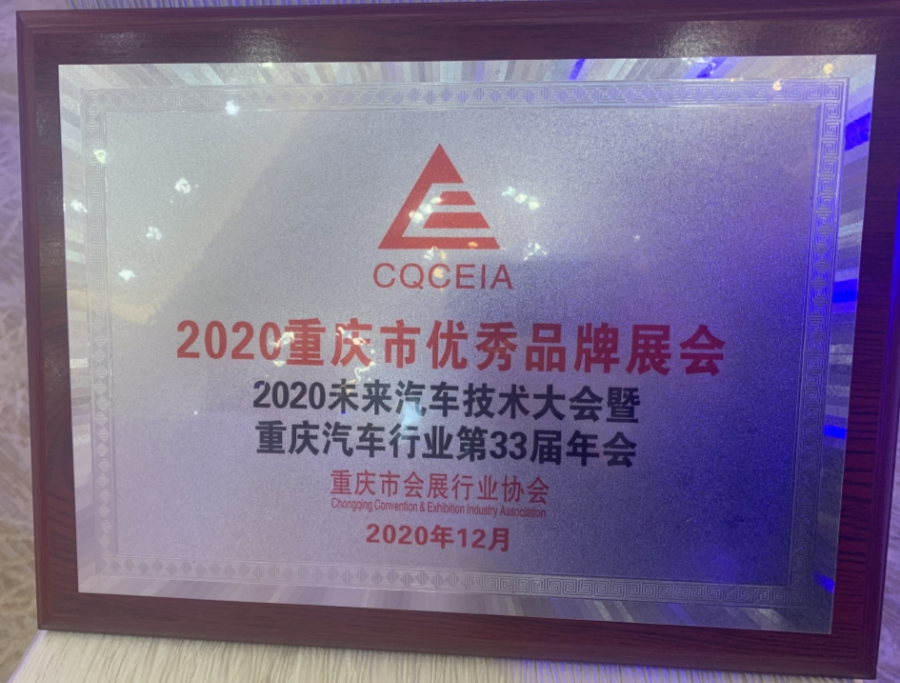 CQCEIA
2020重庆市优秀品牌展会
2020未来汽车技术大会暨
重庆汽车行业第33届年会
重庆市会展行业协会
Chongqing Convention & Exhibition Industry Association
2020年12月